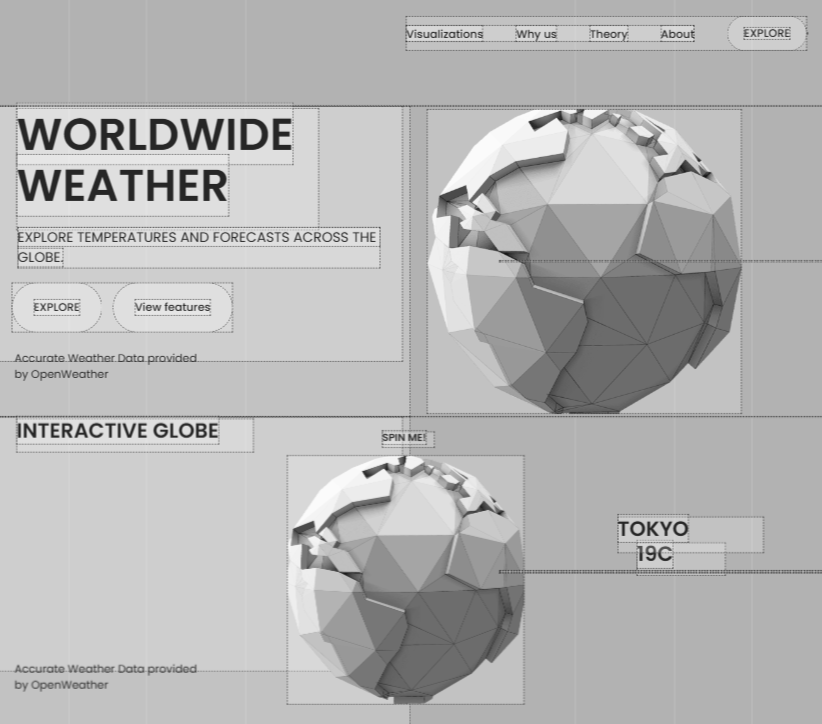 Visualizations Why us Theory About EXPLORE
WORLDWIDE
WEATHER
EXPLORE TEMPERATURES AND FORECASTS ACROSS THE
GLOBE.
EXPLORE View features
Accurate Weather Data provided
by OpenWeather
INTERACTIVE GLOBE
SPIN ME!
TOKYO
19C
Accurate Weather Data provided
by OpenWeather